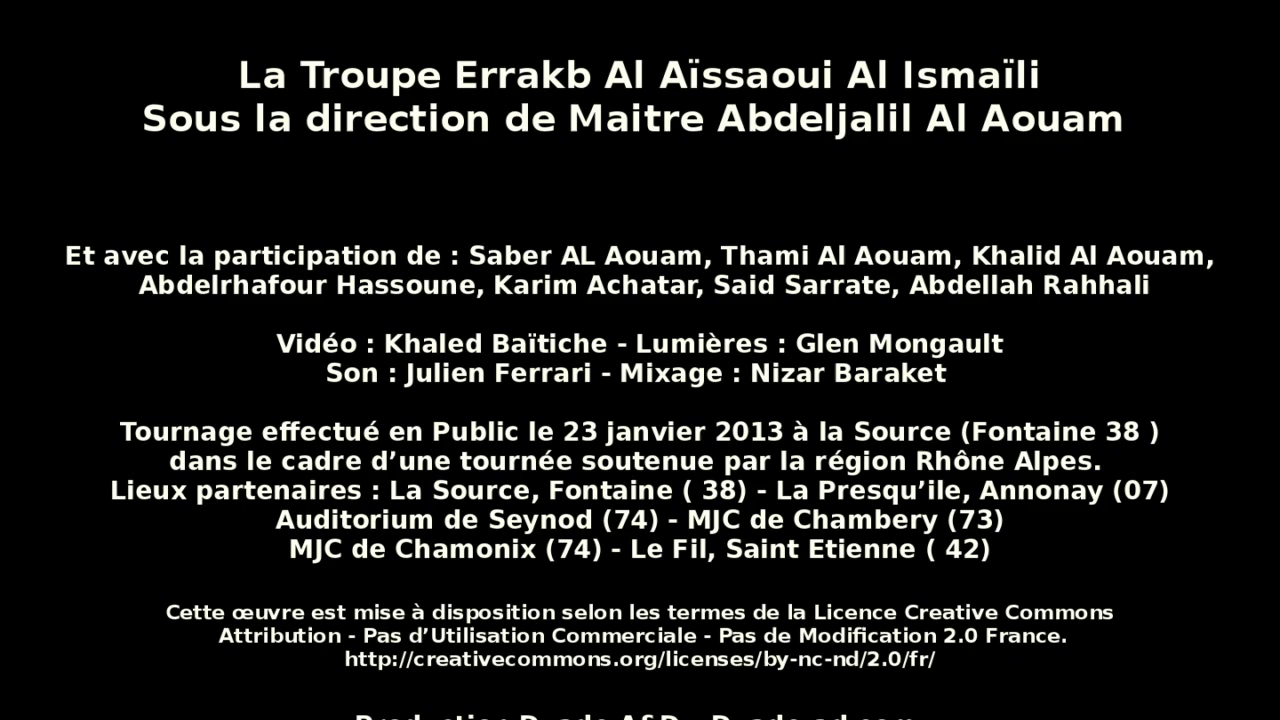 La Troupe Errakb Al Aïssaoui Al Ismaïli
Sous la direction de Maitre Abdeljalil Al Aouam
Et avec la participation de : Saber AL Aouam, Thami Al Aouam, Khalid Al Aouam,
Abdelrhafour Hassoune, Karim Achatar, Said Sarrate, Abdellah Rahhali
Vidéo : Khaled Baïtiche - Lumières : Glen Mongault
Son : Julien Ferrari - Mixage : Nizar Baraket
Tournage effectué en Public le 23 janvier 2013 à la Source (Fontaine 38 )
dans le cadre d’une tournée soutenue par la région Rhône Alpes.
Lieux partenaires : La Source, Fontaine ( 38) - La Presqu’ile, Annonay (07)
Auditorium de Seynod (74) - MJC de Chambery (73)
MJC de Chamonix (74) - Le Fil, Saint Etienne ( 42)
Cette œuvre est mise à disposition selon les termes de la Licence Creative Commons
Attribution - Pas d’Utilisation Commerciale - Pas de Modification 2.0 France.
http://creativecommons.org/licenses/by-nc-nd/2.0/fr/
Production